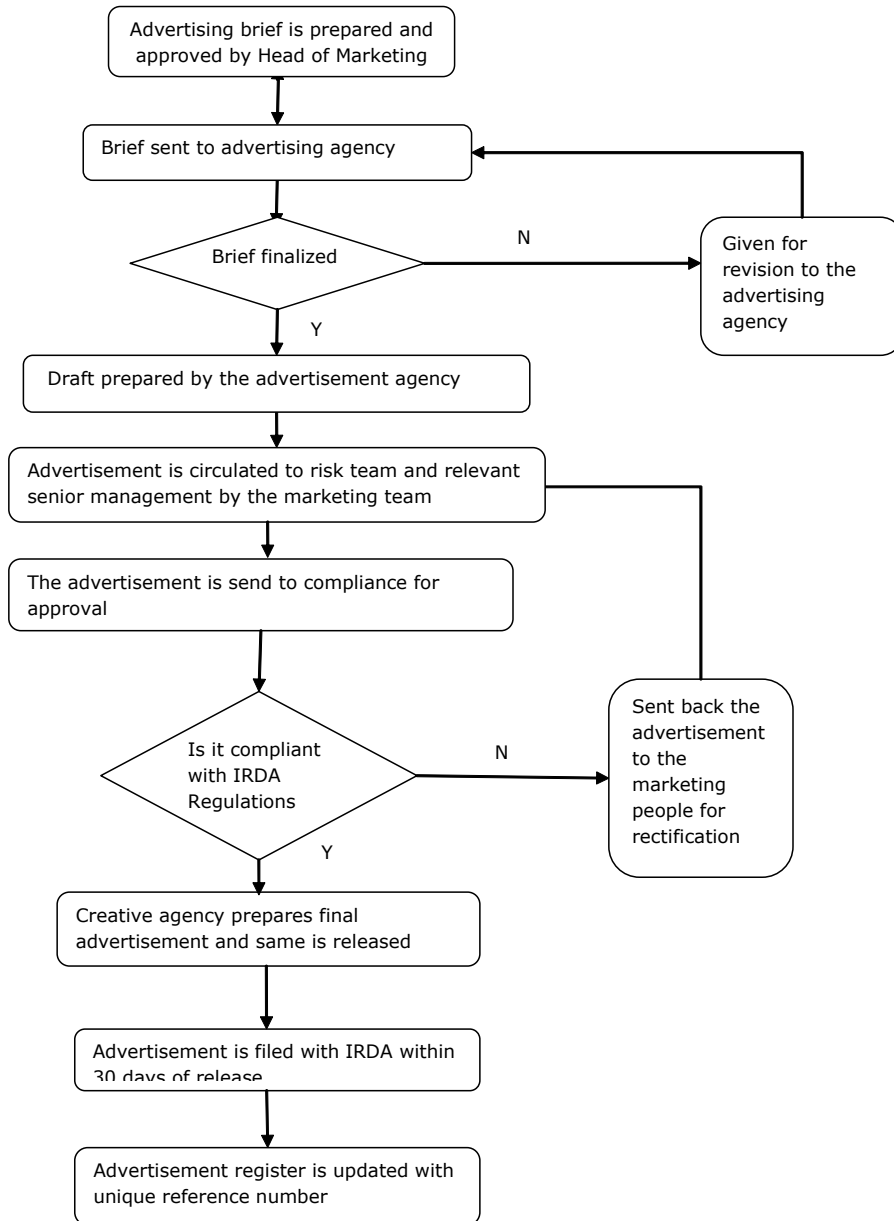 Advertising brief is prepared and
approved by Head of Marketing
Brief sent to advertising agency
Brief finalized
N
Given for
revision to the
advertising
agency
Y
Draft prepared by the advertisement agency
Advertisement is circulated to risk team and relevant
senior management by the marketing team
The advertisement is send to compliance for
approval
Is it compliant
with IRDA
Regulations
N
Sent back the
advertisement
to the
marketing
people for
rectification
Y
Creative agency prepares final
advertisement and same is released
Advertisement is filed with IRDA within
30 days of release
Advertisement register is updated with
unique reference number